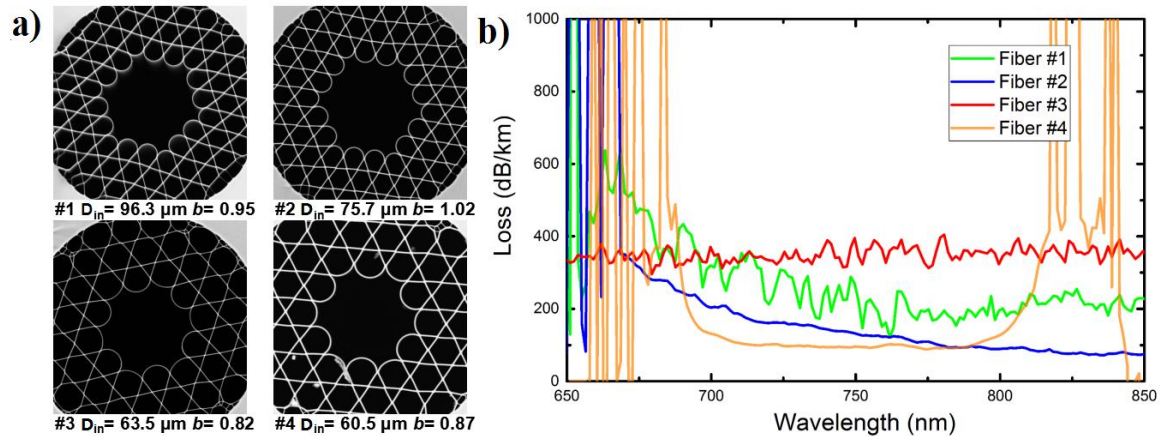 a)
#1 Din= 96.3 µm b= 0.95
#2 Din= 75.7 µm b= 1.02
#3 Din= 63.5 µm b= 0.82
#4 Din= 60.5 µm b= 0.87
b)
1000
800
600
400
200
0
Loss (dB/km)
Fiber #1
Fiber #2
Fiber #3
Fiber #4
650
700
750
800
850
Wavelength (nm)